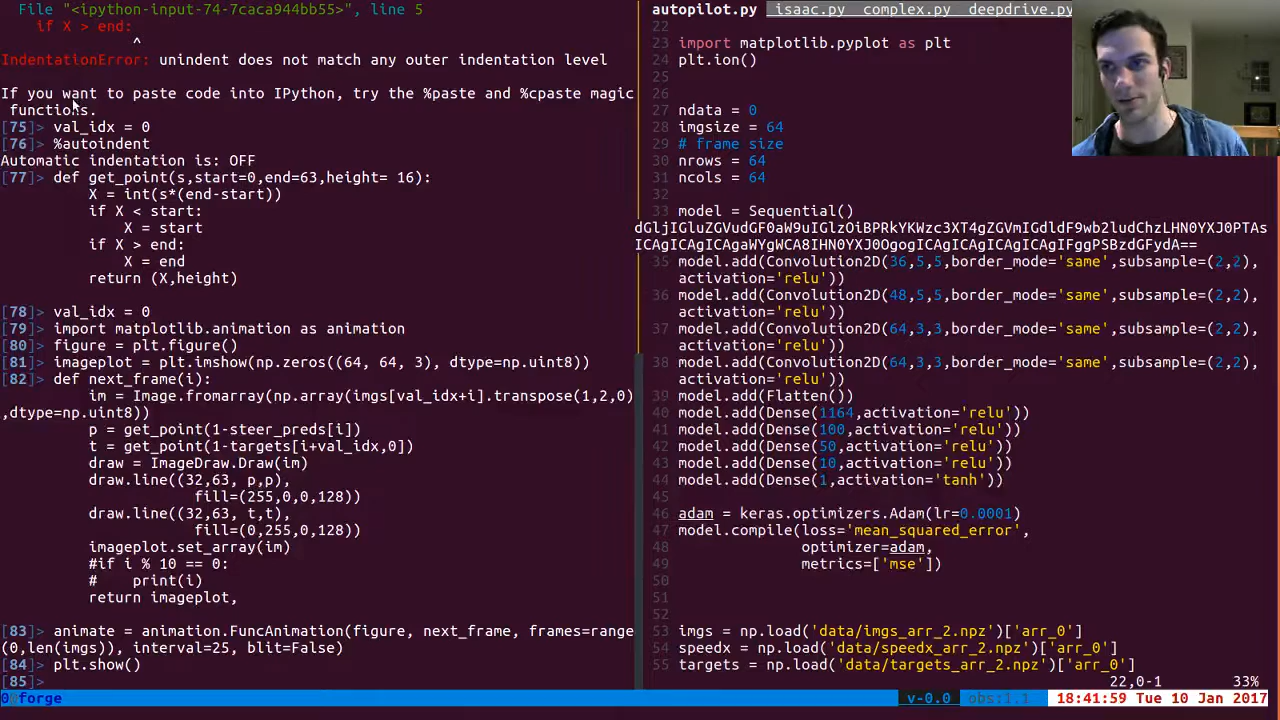 File "<ipython-input-74-7caca944bb55>", line 5
if X > end:
^
IndentationError: unindent does not match any outer indentation level
If you want to paste code into IPython, try the %paste and %cpaste magic
functions.
[75]> val_idx = 0
[76]> %autoindent
Automatic indentation is: OFF
[77]> def get_point(s,start=0,end=63,height= 16):
X = int(s*(end-start))
if X < start:
X = start
if X > end:
X = end
return (X,height)
[78]> val_idx = 0
[79]> import matplotlib.animation as animation
[80]> figure = plt.figure()
[81]> imageplot = plt.imshow(np.zeros((64, 64, 3), dtype=np.uint8))
[82]> def next_frame(i):
im = Image.fromarray(np.array(imgs[val_idx+i].transpose(1,2,0)
,dtype=np.uint8))
p = get_point(1-steer_preds[i])
t = get_point(1-targets[i+val_idx,0])
draw = ImageDraw.Draw(im)
draw.line((32,63, p,p),
fill=(255,0,0,128))
draw.line((32,63, t,t),
fill=(0,255,0,128))
imageplot.set_array(im)
#if i % 10 == 0:
#    print(i)
return imageplot,
[83]> animate = animation.FuncAnimation(figure, next_frame, frames=range
(0,len(imgs)), interval=25, blit=False)
[84]> plt.show()
[85]>
0 forge
autopilot.py  isaac.py  complex.py  deepdrive.py
22
23 import matplotlib.pyplot as plt
24 plt.ion()
25
26
27 ndata = 0
28 imgsize = 64
29 # frame size
30 nrows = 64
31 ncols = 64
32
33 model = Sequential()
dGljIGluZGVudGF0aW9uIGlzOiBPRkYKWzc3XT4gZGVmIGdldF9wb2ludChzLHN0YXJ0PTAs
ICAgICAgICAgaWYgWCA8IHN0YXJ0OgogICAgICAgICAgICAgIFggPSBzdGFydA==
35 model.add(Convolution2D(36,5,5,border_mode='same',subsample=(2,2),
activation='relu'))
36 model.add(Convolution2D(48,5,5,border_mode='same',subsample=(2,2),
activation='relu'))
37 model.add(Convolution2D(64,3,3,border_mode='same',subsample=(2,2),
activation='relu'))
38 model.add(Convolution2D(64,3,3,border_mode='same',subsample=(2,2),
activation='relu'))
39 model.add(Flatten())
40 model.add(Dense(1164,activation='relu'))
41 model.add(Dense(100,activation='relu'))
42 model.add(Dense(50,activation='relu'))
43 model.add(Dense(10,activation='relu'))
44 model.add(Dense(1,activation='tanh'))
45
46 adam = keras.optimizers.Adam(lr=0.0001)
47 model.compile(loss='mean_squared_error',
48 optimizer=adam,
49 metrics=['mse'])
50
51
52
53 imgs = np.load('data/imgs_arr_2.npz')['arr_0']
54 speedx = np.load('data/speedx_arr_2.npz')['arr_0']
55 targets = np.load('data/targets_arr_2.npz')['arr_0']
22,0-1 33%
v-0.0 obs:1.1 18:41:59 Tue 10 Jan 2017